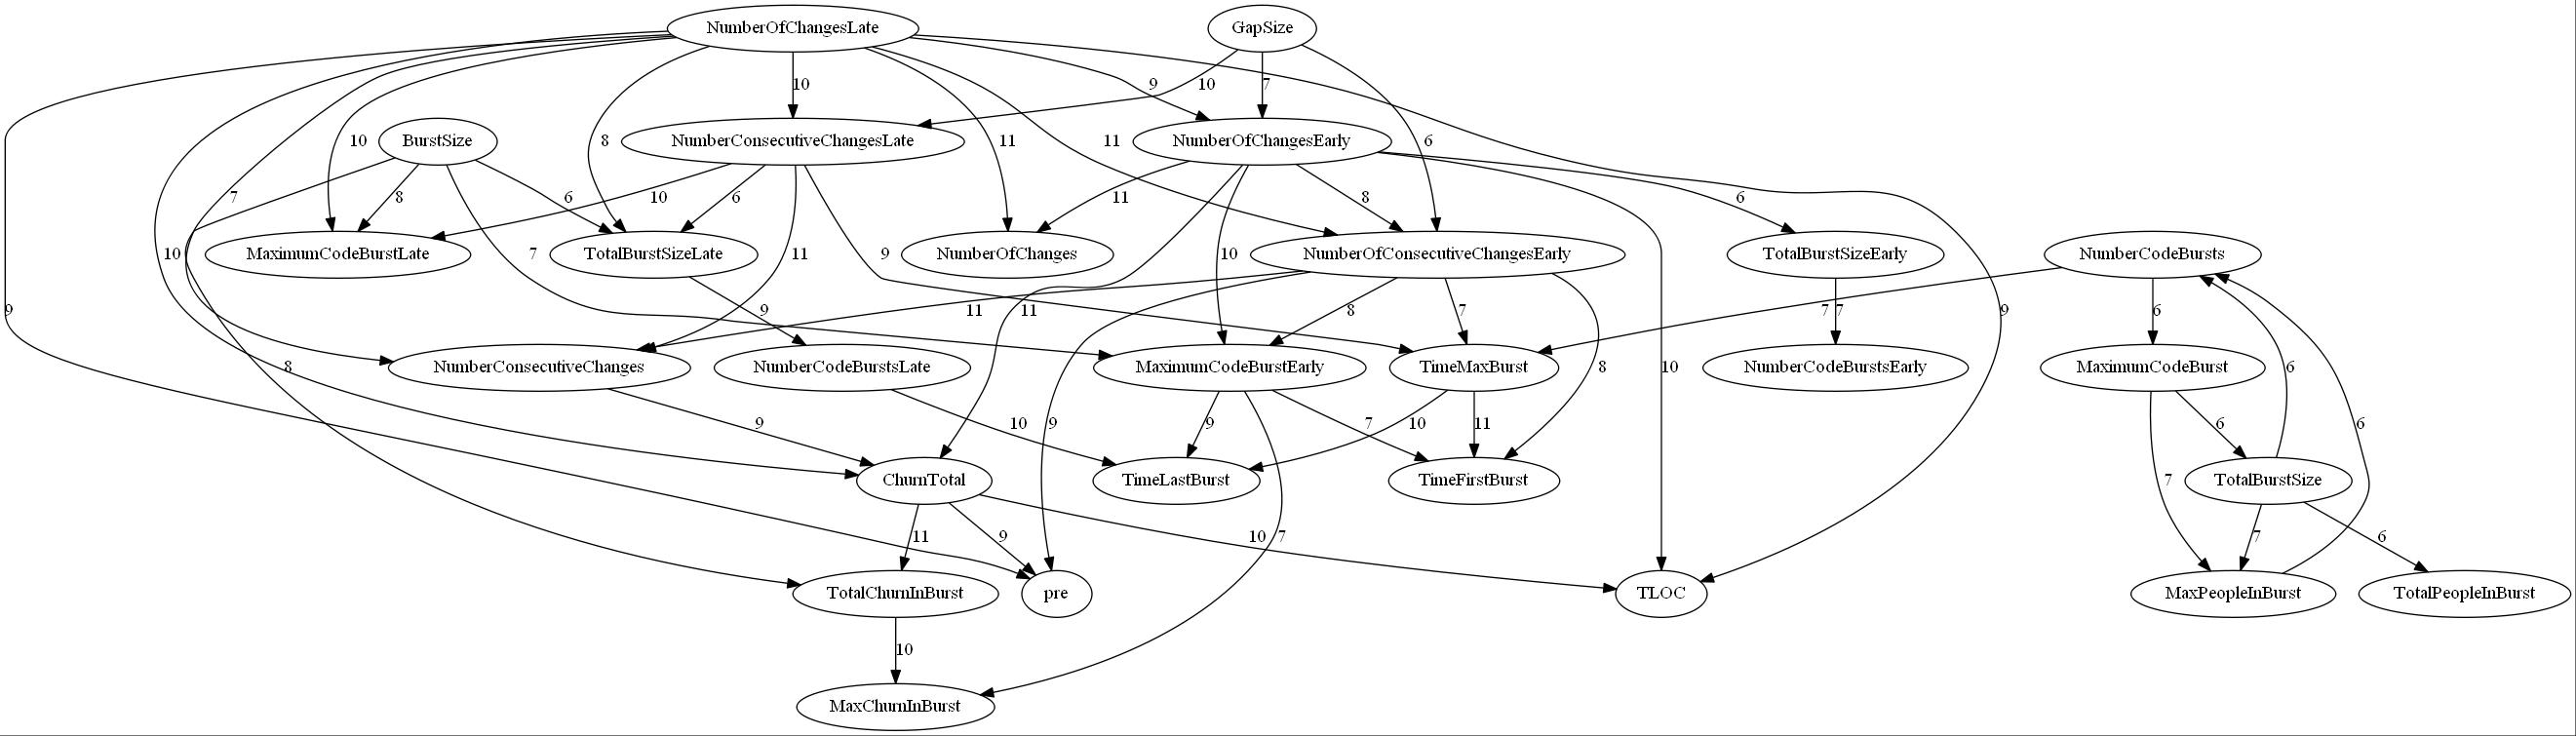 NumberOfChangesLate GapSize
10 10 9 7
BurstSize NumberConsecutiveChangesLate NumberOfChangesEarly
10 8 11 11 6
7 8 6 10 6 11 8 6
MaximumCodeBurstLate TotalBurstSizeLate NumberOfChanges NumberOfConsecutiveChangesEarly TotalBurstSizeEarly NumberCodeBursts
10 7 11 9 10
9 9 11 11 8 7 7 7 6 9
NumberConsecutiveChanges NumberCodeBurstsLate MaximumCodeBurstEarly TimeMaxBurst NumberCodeBurstsEarly MaximumCodeBurst
8 8 10 6
9 10 9 9 7 10 11 6 6
ChurnTotal TimeLastBurst TimeFirstBurst TotalBurstSize
7
11 9 10 7 7 6
TotalChurnInBurst pre TLOC MaxPeopleInBurst TotalPeopleInBurst
10
MaxChurnInBurst